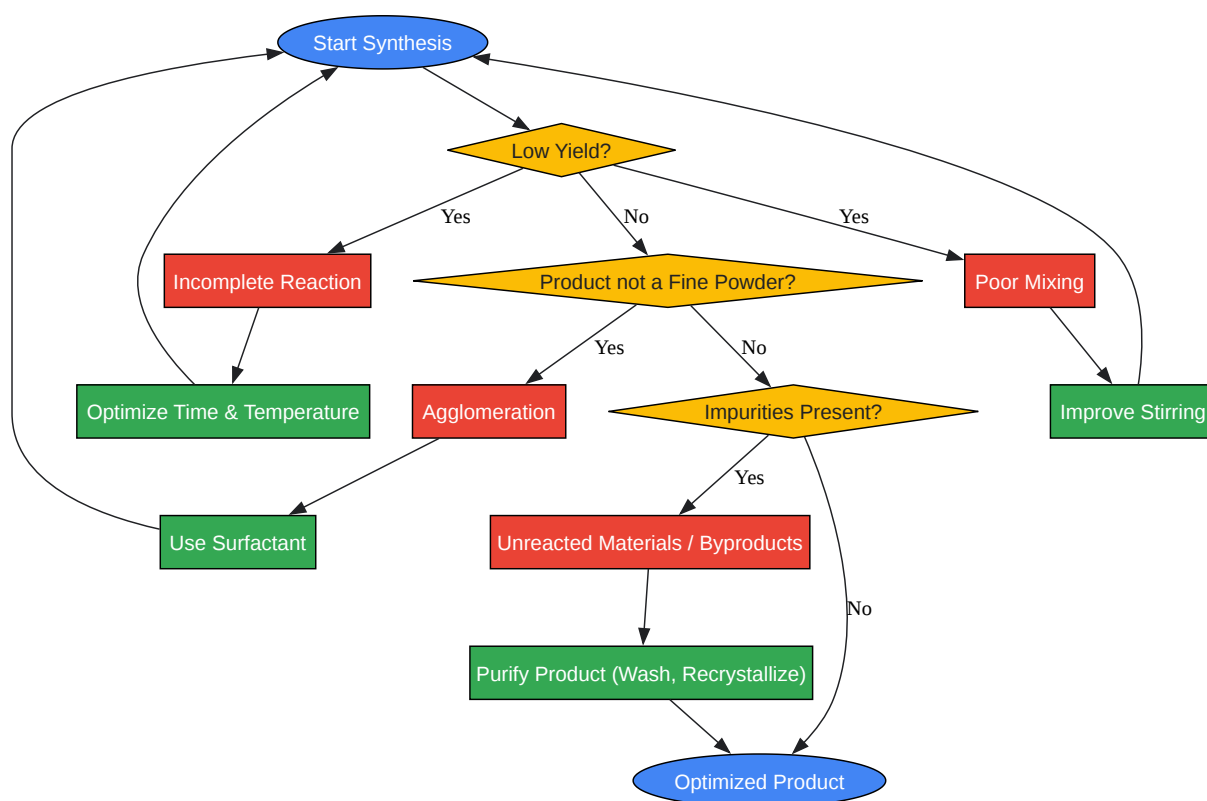 Start Synthesis
Low Yield?
Yes
No
Yes
Incomplete Reaction
Product not a Fine Powder?
Poor Mixing
Yes
No
Optimize Time & Temperature
Agglomeration
Impurities Present?
Improve Stirring
Yes
Use Surfactant
Unreacted Materials / Byproducts
No
Purify Product (Wash, Recrystallize)
Optimized Product